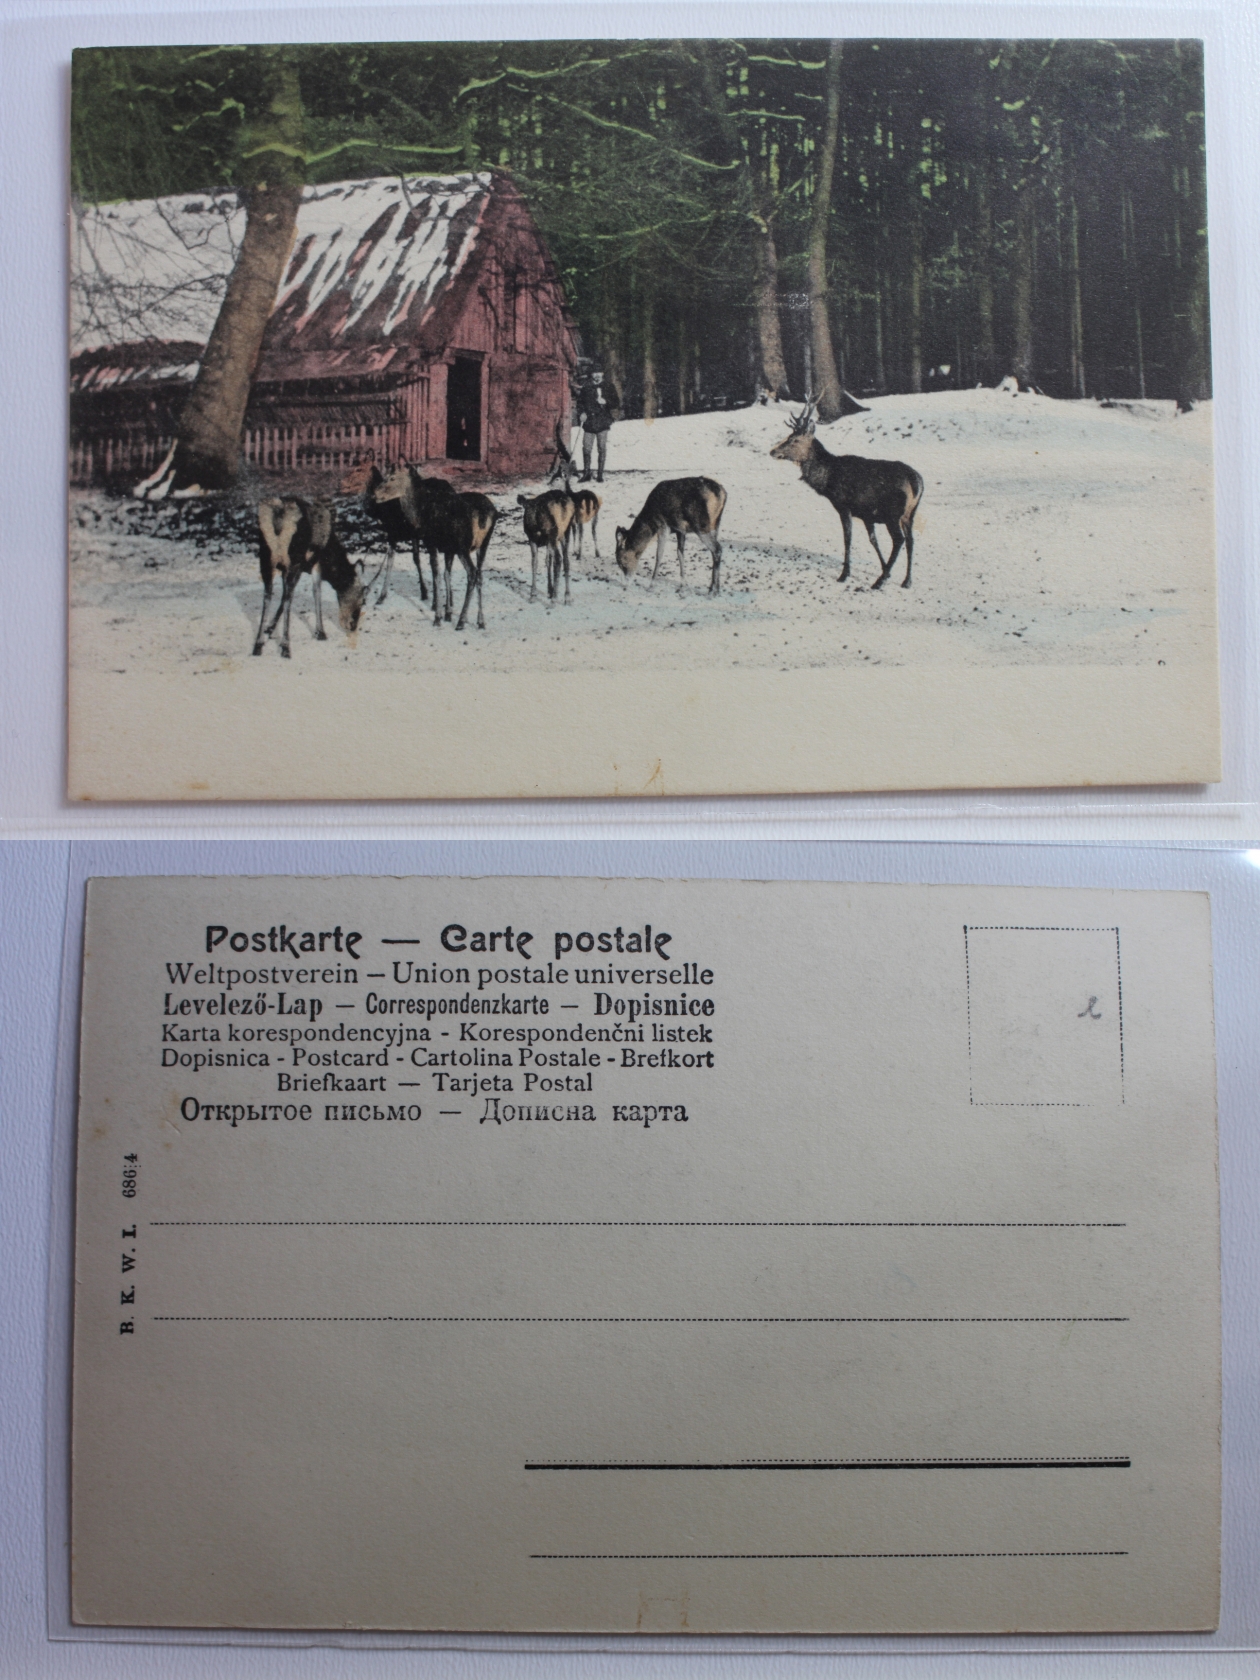 Postkarte — Carte postale
Weltpostverein — Union postale universelle
Levelező-Lap — Correspondenzkarte — Dopisnice
Karta korespondencyjna - Korespondenčni listek
Dopisnica - Postcard - Cartolina Postale - Brefkort
Briefkaart — Tarjeta Postal
Открытое письмо — Дописна карта
B. K. W. I. 686/4